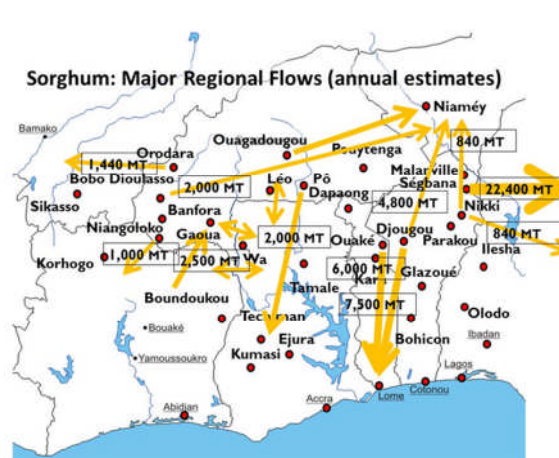 Sorghum: Major Regional Flows (annual estimates)
Niaméy
Bamako
840 MT
Ouagadougou
Pouytenga
Orodara
1,440 MT
Malarville
Bobo Dioulasso
2,000 MT
Léo
Pô
Ségbana
22,400 MT
Sikasso
Dapaong
4,800 MT
Nikki
Banfora
Niangoloko
Gaoua
2,000 MT
Ouaké
Djougou
Parakou
840 MT
Korhogo
1,000 MT
2,500 MT
Wa
6,000 MT
Ilesha
Kara
Glazoué
Boundoukou
Tamale
7,500 MT
Techiman
Olodo
Bouaké
Ejura
Bohicon
Ibadan
Yamoussoukro
Kumasi
Lagos
Cotonou
Lome
Accra
Abidjan